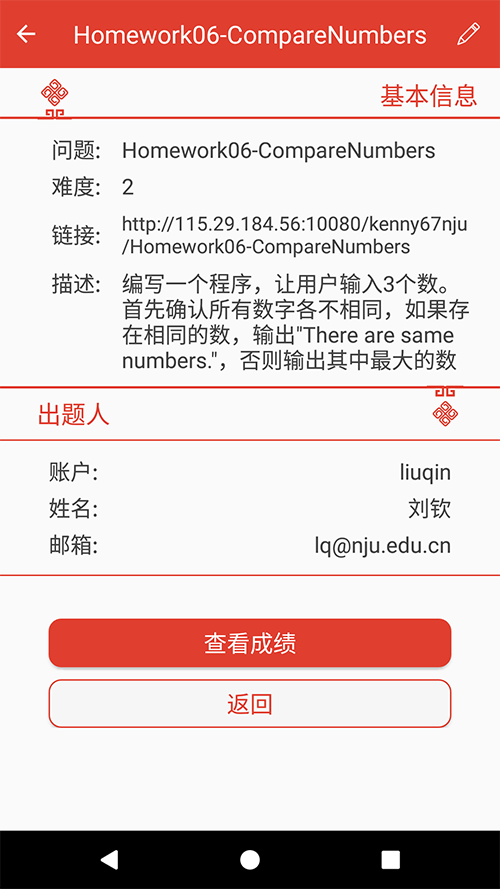 Homework06-CompareNumbers
基本信息
问题: Homework06-CompareNumbers
难度: 2
链接: http://115.29.184.56:10080/kenny67nju
/Homework06-CompareNumbers
描述: 编写一个程序，让用户输入3个数。
首先确认所有数字各不相同，如果存
在相同的数，输出"There are same
numbers."，否则输出其中最大的数
出题人
账户: liuqin
姓名: 刘钦
邮箱: lq@nju.edu.cn
查看成绩
返回